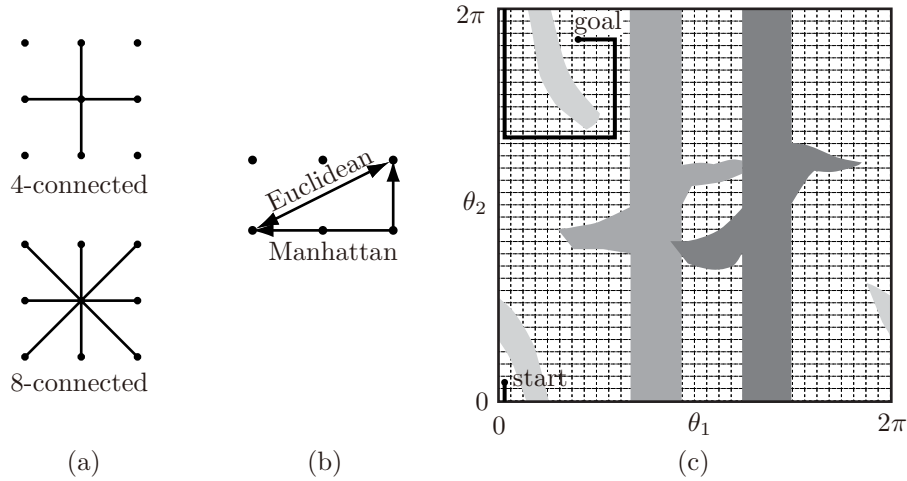 4-connected
8-connected
(a)
Euclidean
Manhattan
(b)
2π
goal
θ2
start
0
0
θ1
2π
(c)